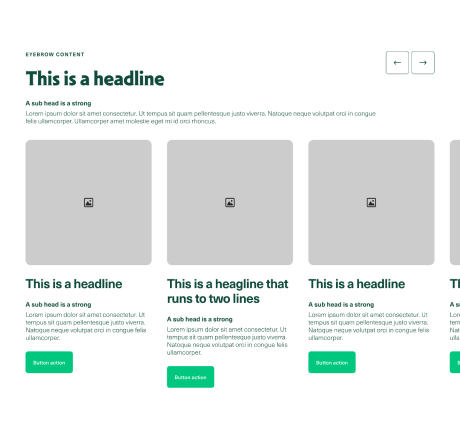 EYEBROW CONTENT
← →
This is a headline
A sub head is a strong
Lorem ipsum dolor sit amet consectetur. Ut tempus sit quam pellentesque justo viverra. Natoque neque volutpat orci in congue
felis ullamcorper. Ullamcorper amet molestie eget mi id orci rhoncus.
This is a headline
A sub head is a strong
Lorem ipsum dolor sit amet consectetur. Ut
tempus sit quam pellentesque justo viverra.
Natoque neque volutpat orci in congue felis
ullamcorper.
Button action
This is a heagline that
runs to two lines
A sub head is a strong
Lorem ipsum dolor sit amet consectetur. Ut
tempus sit quam pellentesque justo viverra.
Natoque neque volutpat orci in congue felis
ullamcorper.
Button action
This is a headline
A sub head is a strong
Lorem ipsum dolor sit amet consectetur. Ut
tempus sit quam pellentesque justo viverra.
Natoque neque volutpat orci in congue felis
ullamcorper.
Button action